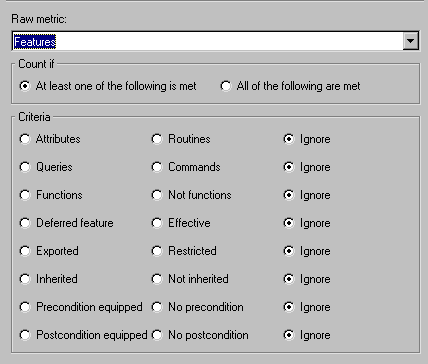 Raw metric:
Features
Count if
At least one of the following is met All of the following are met
Criteria
Attributes Routines Ignore
Queries Commands Ignore
Functions Not functions Ignore
Deferred feature Effective Ignore
Exported Restricted Ignore
Inherited Not inherited Ignore
Precondition equipped No precondition Ignore
Postcondition equipped No postcondition Ignore